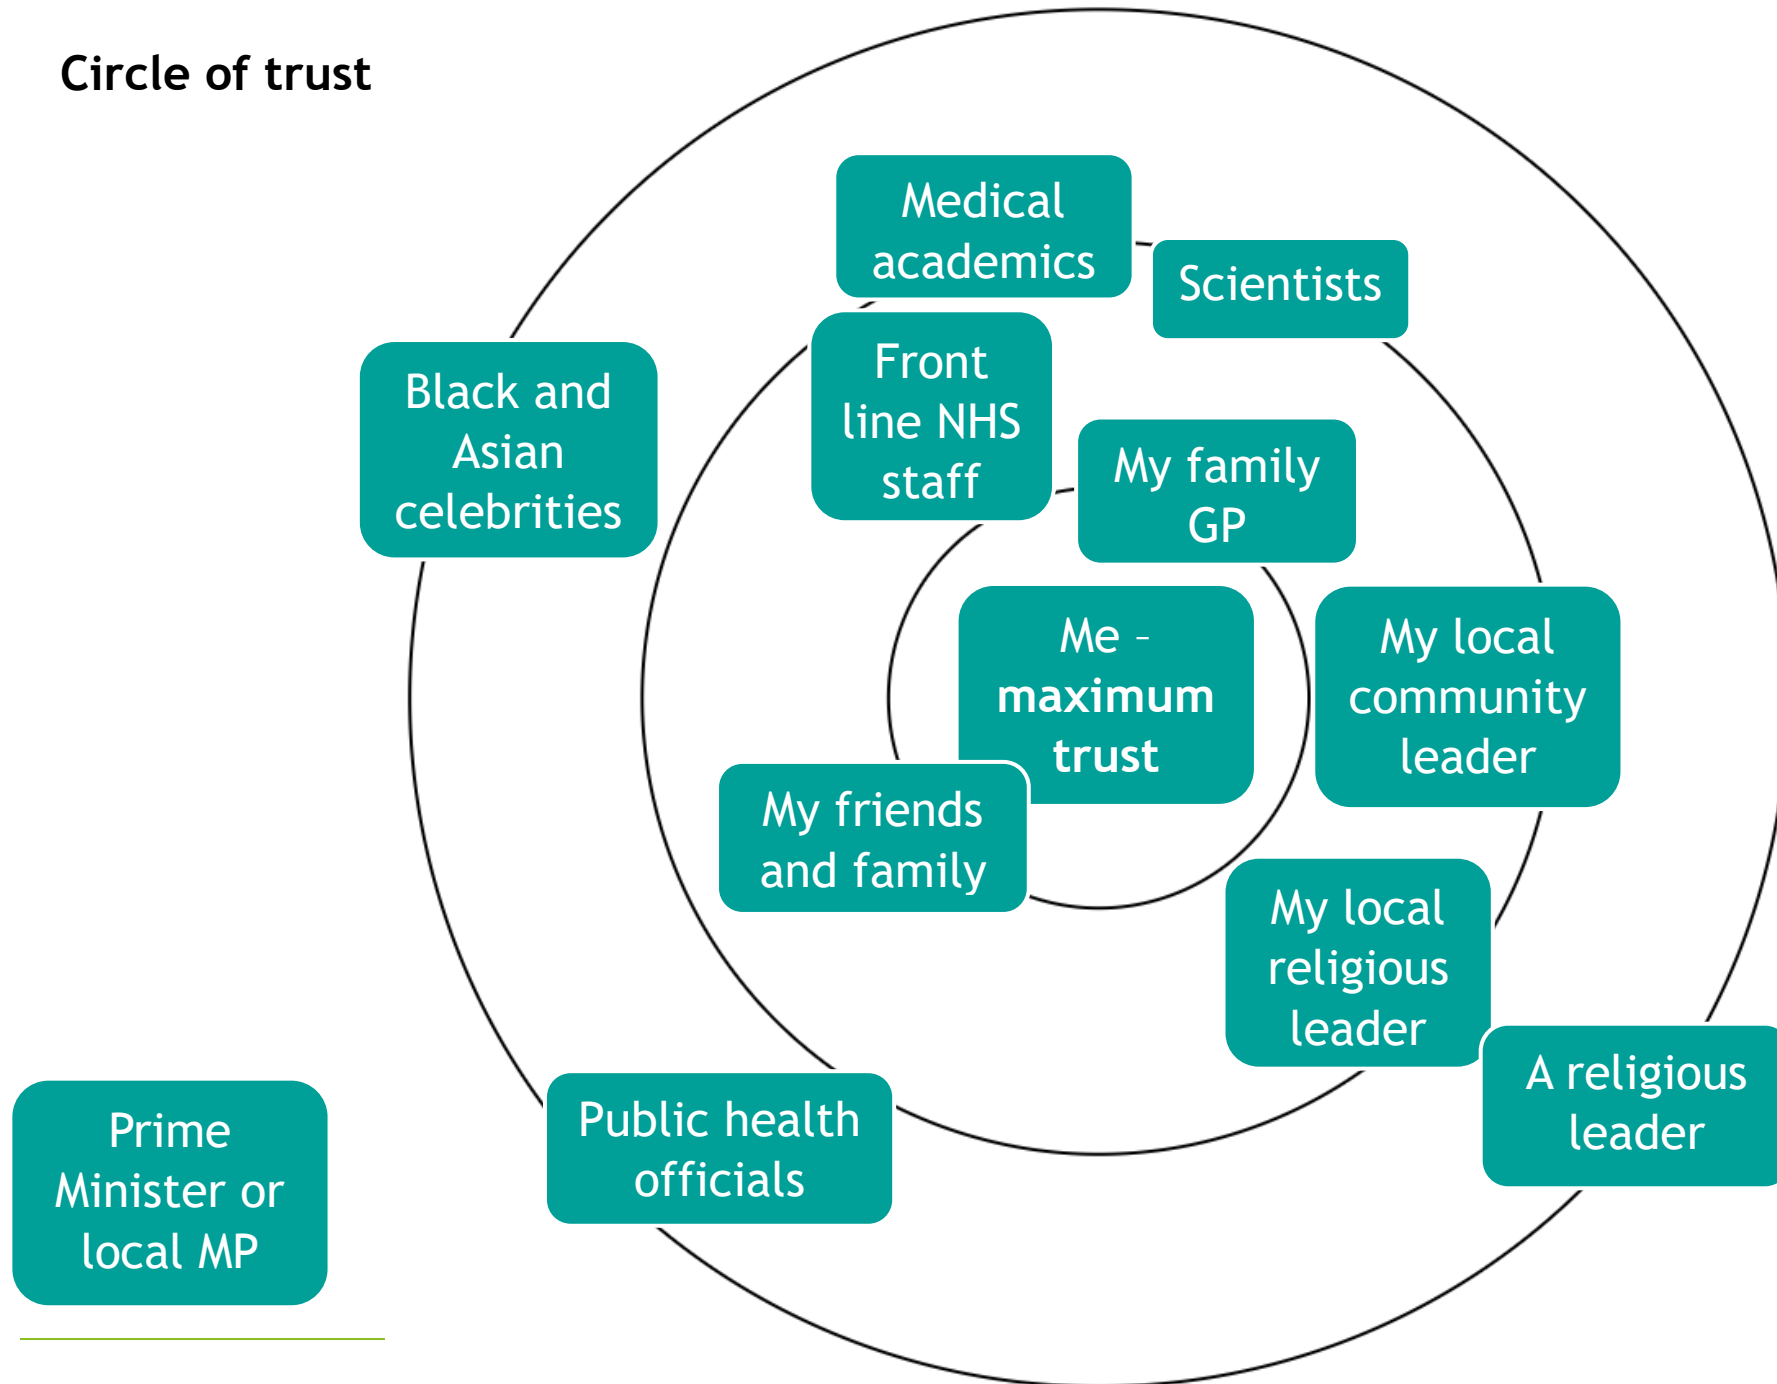 Circle of trust
Medical
academics
Scientists
Front
line NHS
staff
Black and
Asian
celebrities
My family
GP
Me –
maximum
trust
My local
community
leader
My friends
and family
My local
religious
leader
A religious
leader
Public health
officials
Prime
Minister or
local MP